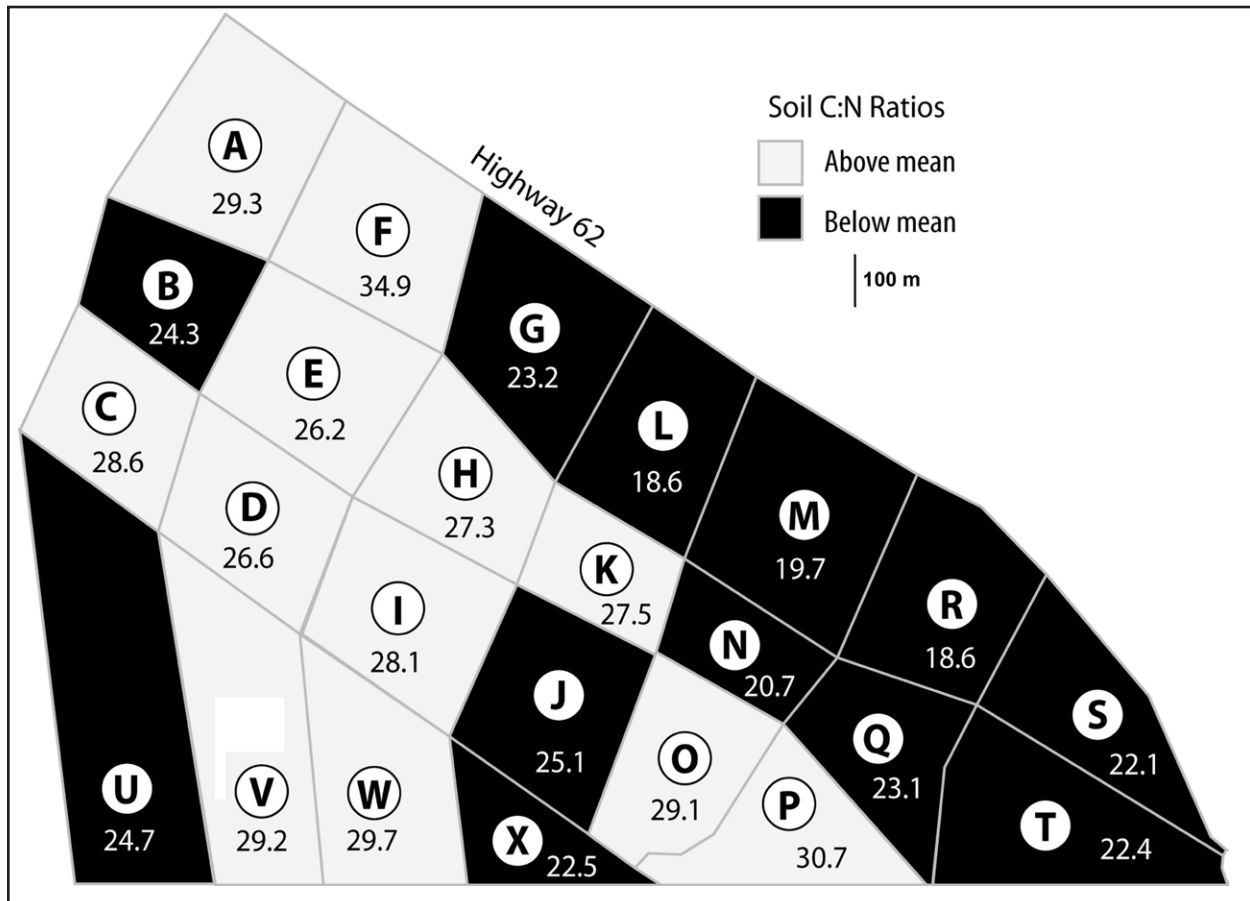 Soil C:N Ratios
Above mean
Below mean
100 m
Highway 62
A
29.3
F
34.9
B
24.3
G
23.2
E
26.2
C
28.6
L
18.6
H
27.3
D
26.6
M
19.7
K
27.5
I
28.1
R
18.6
N
20.7
J
25.1
S
22.1
Q
23.1
O
29.1
U
24.7
V
29.2
W
29.7
P
30.7
X
22.5
T
22.4